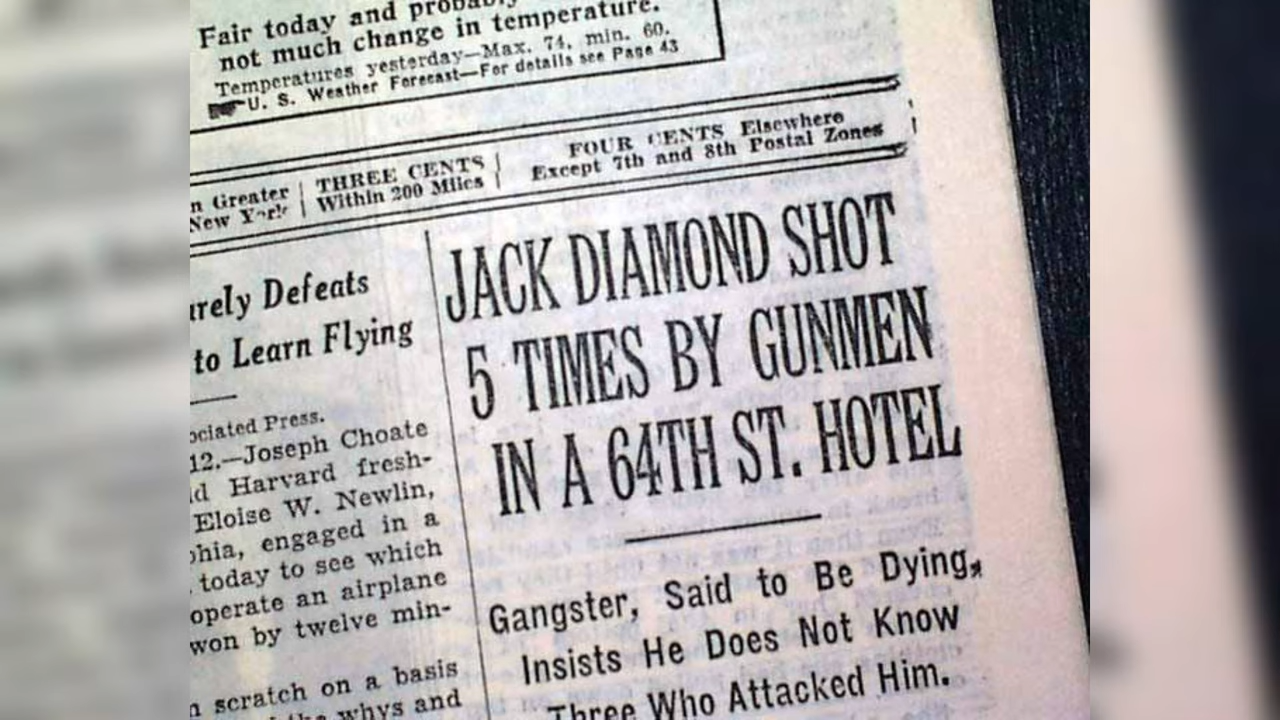 Fair today and probably
not much change in temperature.
Temperatures yesterday—Max. 74, min. 60.
U. S. Weather Forecast—For details see Page 43
n Greater
New York
THREE CENTS
Within 200 Miles
FOUR CENTS Elsewhere
Except 7th and 8th Postal Zones
rely Defeats
to Learn Flying
ociated Press.
12.—Joseph Choate
d Harvard fresh-
Eloise W. Newlin,
phia, engaged in a
today to see which
operate an airplane
won by twelve min-
n scratch on a basis
the whys and
JACK DIAMOND SHOT
5 TIMES BY GUNMEN
IN A 64TH ST. HOTEL
Gangster, Said to Be Dying,
Insists He Does Not Know
Three Who Attacked Him.